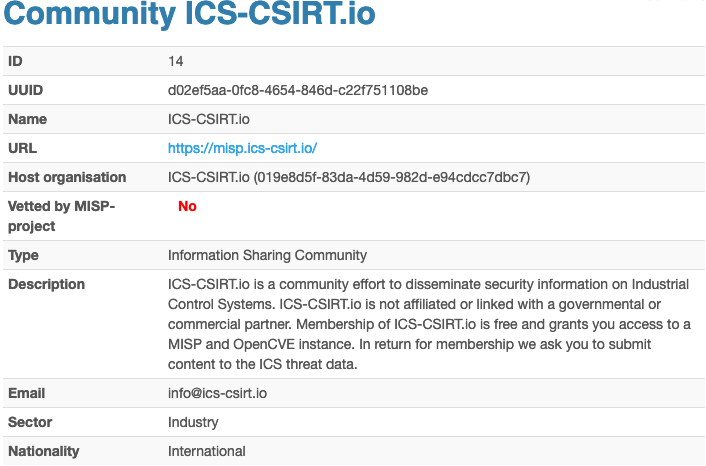 Community ICS-CSIRT.io
ID 14
UUID d02ef5aa-0fc8-4654-846d-c22f751108be
Name ICS-CSIRT.io
URL https://misp.ics-csirt.io/
Host organisation ICS-CSIRT.io (019e8d5f-83da-4d59-982d-e94cdcc7dbc7)
Vetted by MISP- No
project
Type Information Sharing Community
Description ICS-CSIRT.io is a community effort to disseminate security information on Industrial
Control Systems. ICS-CSIRT.io is not affiliated or linked with a governmental or
commercial partner. Membership of ICS-CSIRT.io is free and grants you access to a
MISP and OpenCVE instance. In return for membership we ask you to submit
content to the ICS threat data.
Email info@ics-csirt.io
Sector Industry
Nationality International